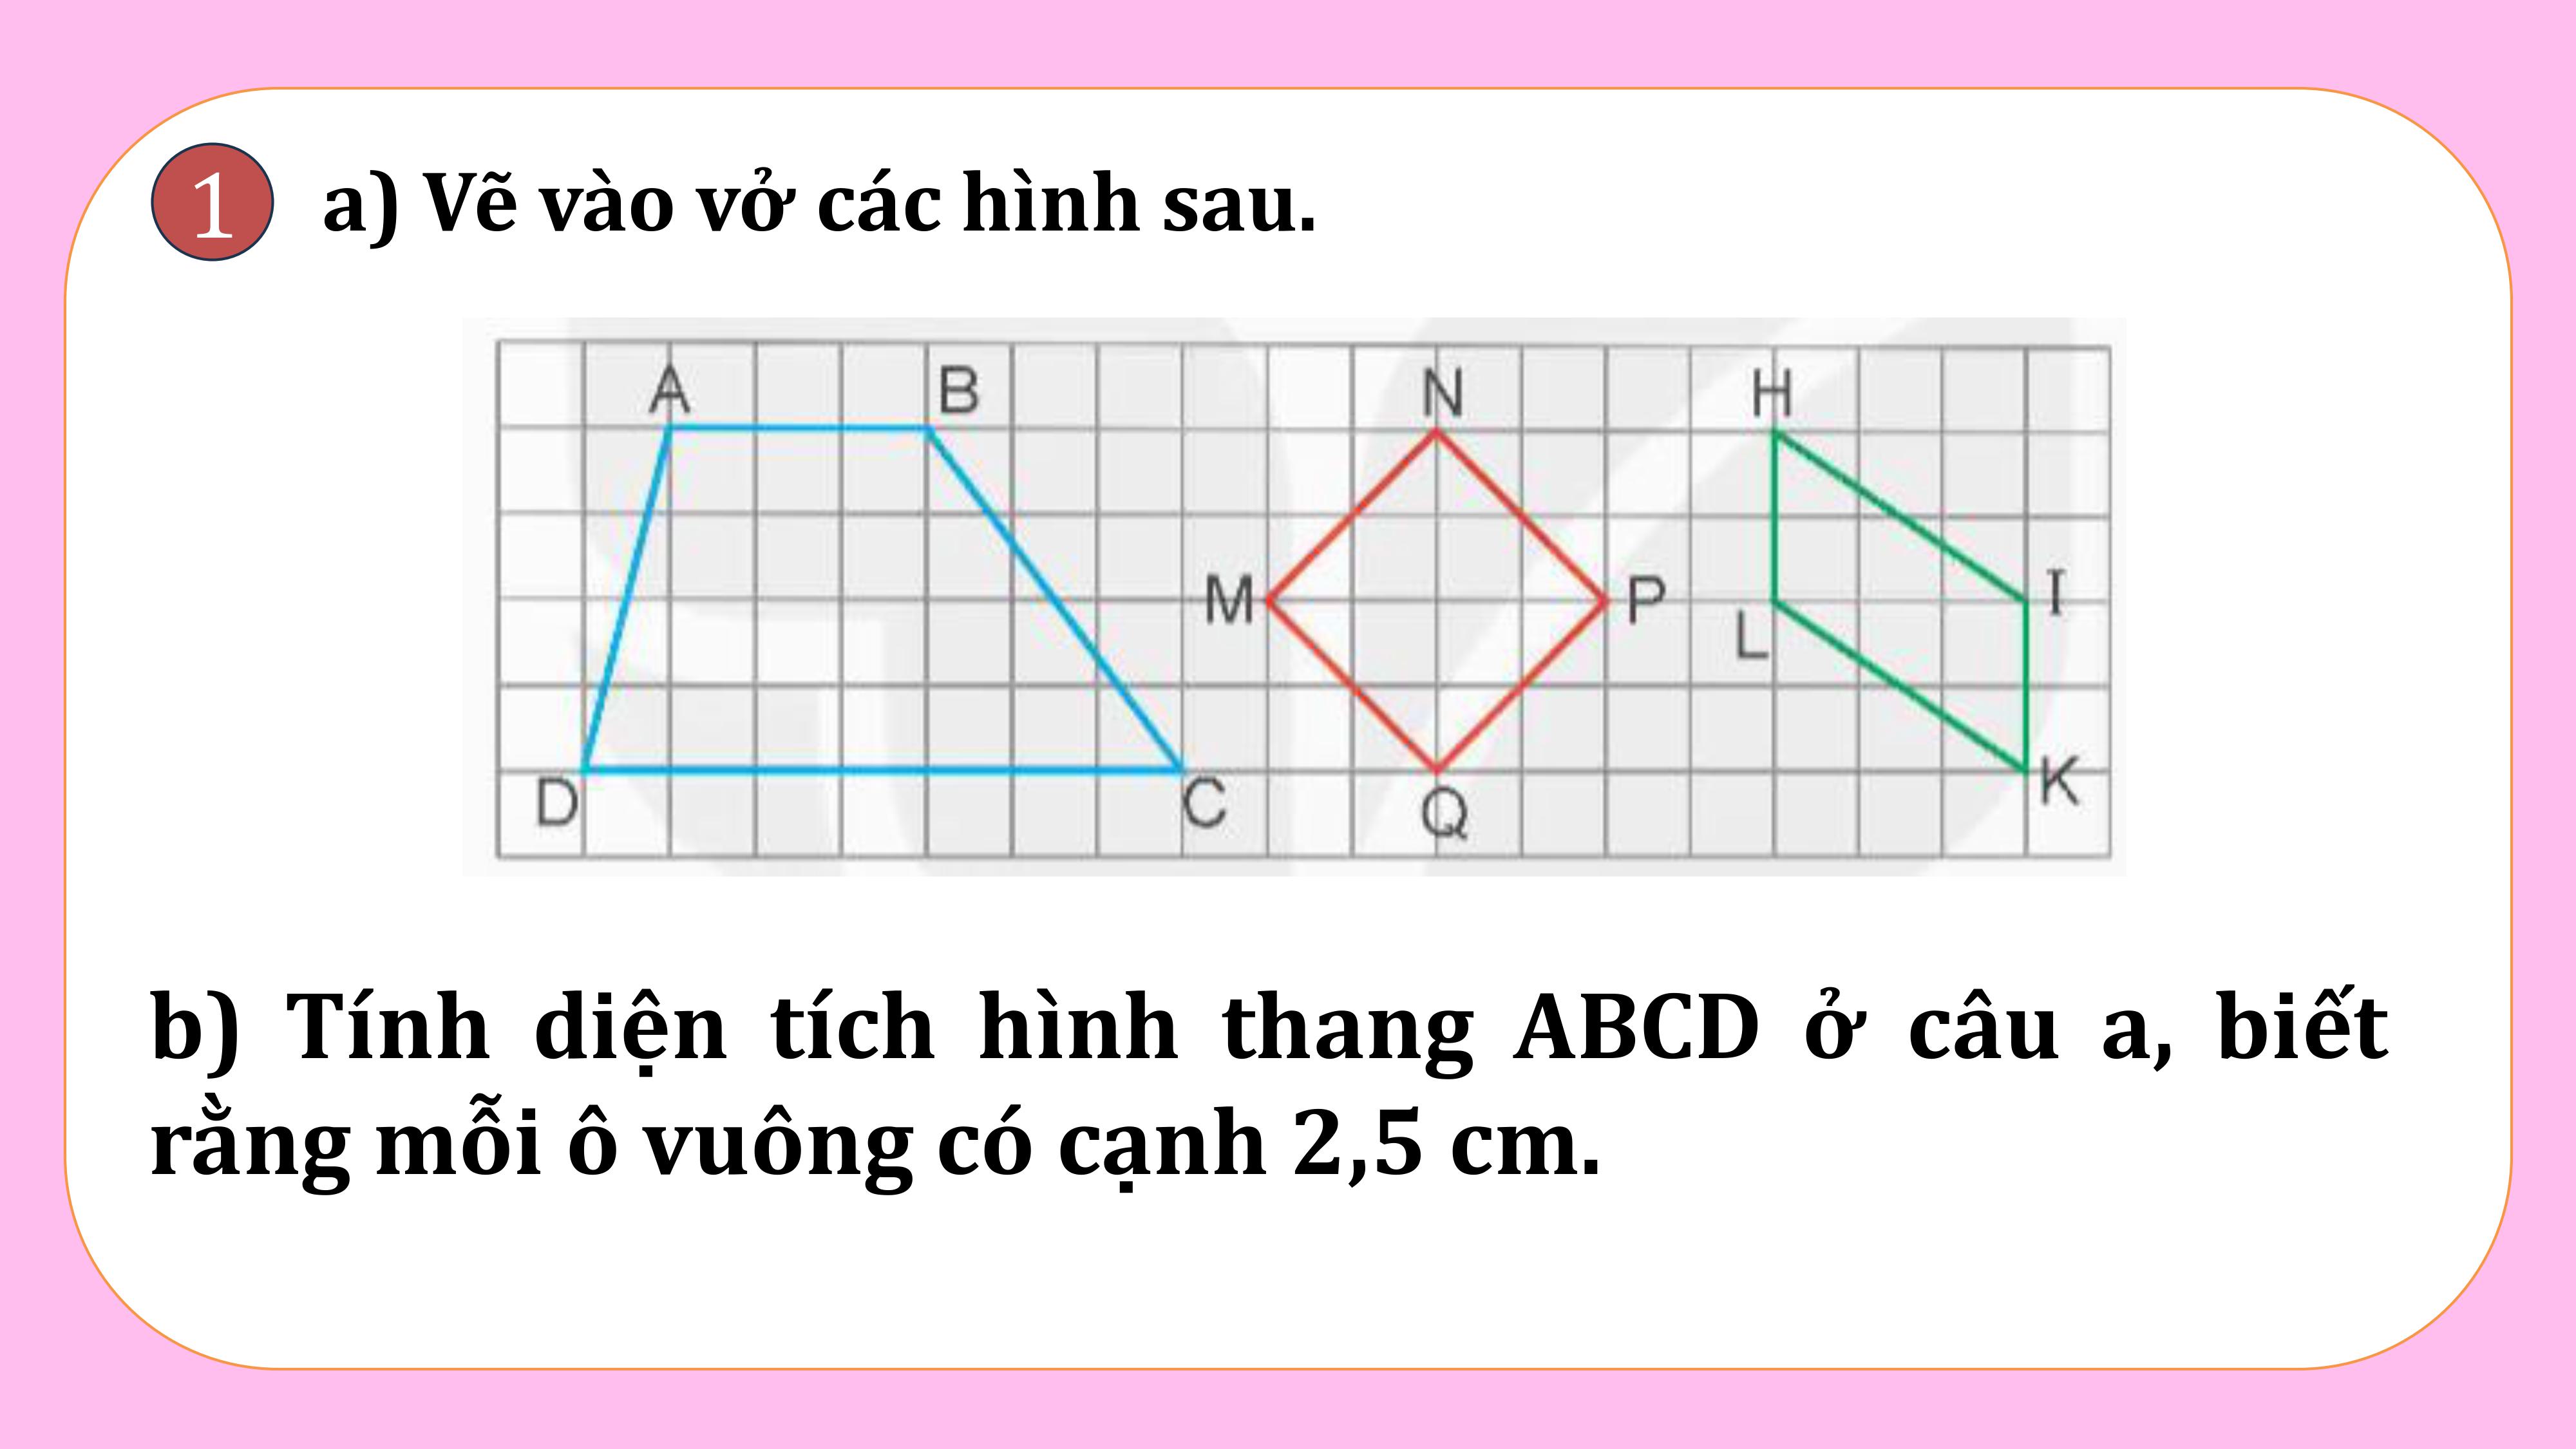 1 a) Vẽ vào vở các hình sau.
A B N H
M P I
L
D C Q K
b) Tính diện tích hình thang ABCD ở câu a, biết
rằng mỗi ô vuông có cạnh 2,5 cm.